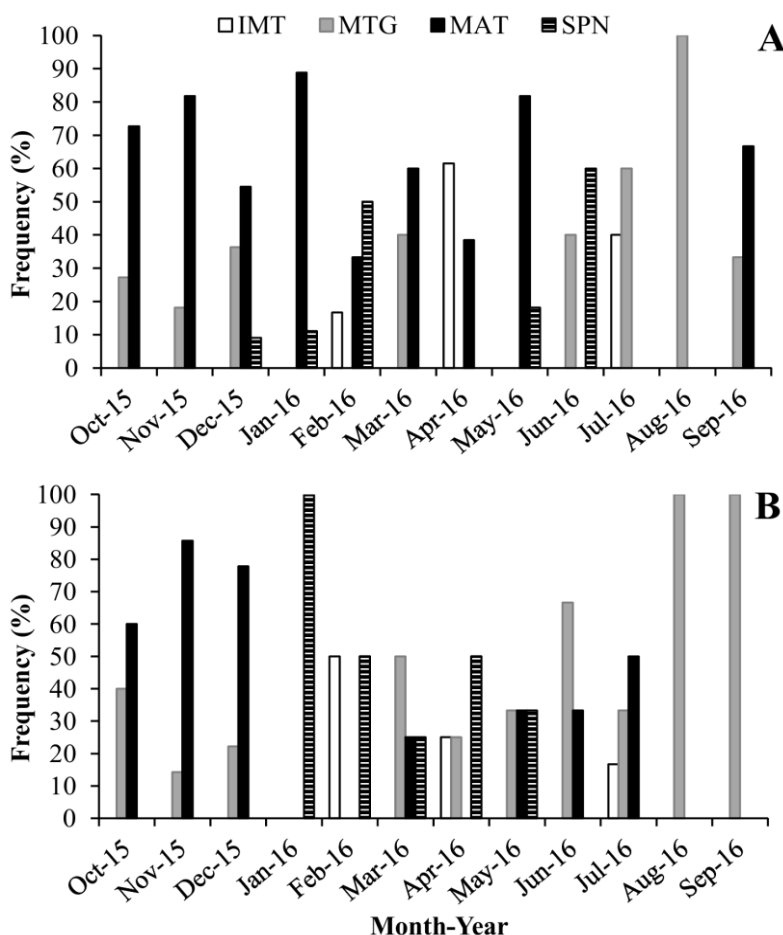 IMT MTG MAT SPN
A
100
90
80
70
60
50
40
30
20
10
0
Frequency (%)
Oct-15 Nov-15 Dec-15 Jan-16 Feb-16 Mar-16 Apr-16 May-16 Jun-16 Jul-16 Aug-16 Sep-16
B
100
90
80
70
60
50
40
30
20
10
0
Frequency (%)
Oct-15 Nov-15 Dec-15 Jan-16 Feb-16 Mar-16 Apr-16 May-16 Jun-16 Jul-16 Aug-16 Sep-16
Month-Year